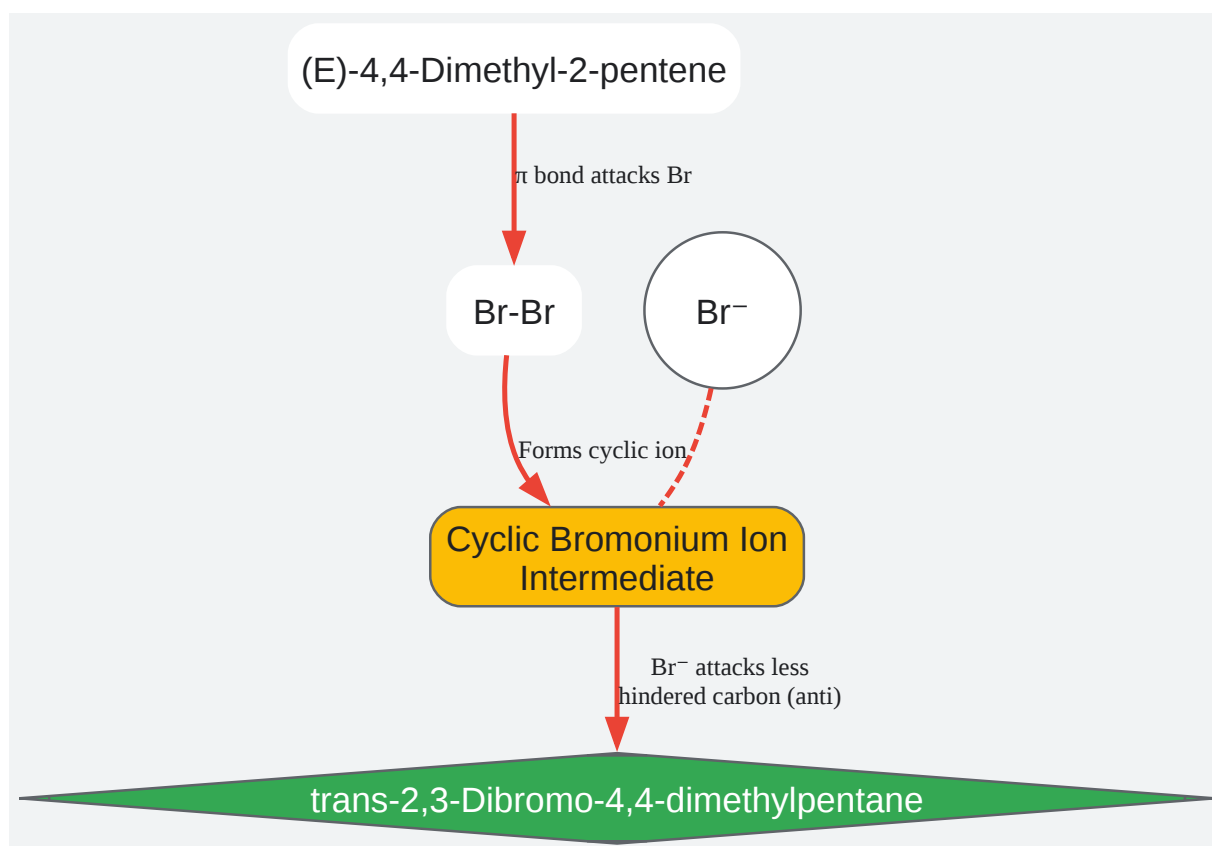 (E)-4,4-Dimethyl-2-pentene
π bond attacks Br
Br-Br
Br⁻
Forms cyclic ion
Cyclic Bromonium Ion
Intermediate
Br⁻ attacks less
hindered carbon (anti)
trans-2,3-Dibromo-4,4-dimethylpentane